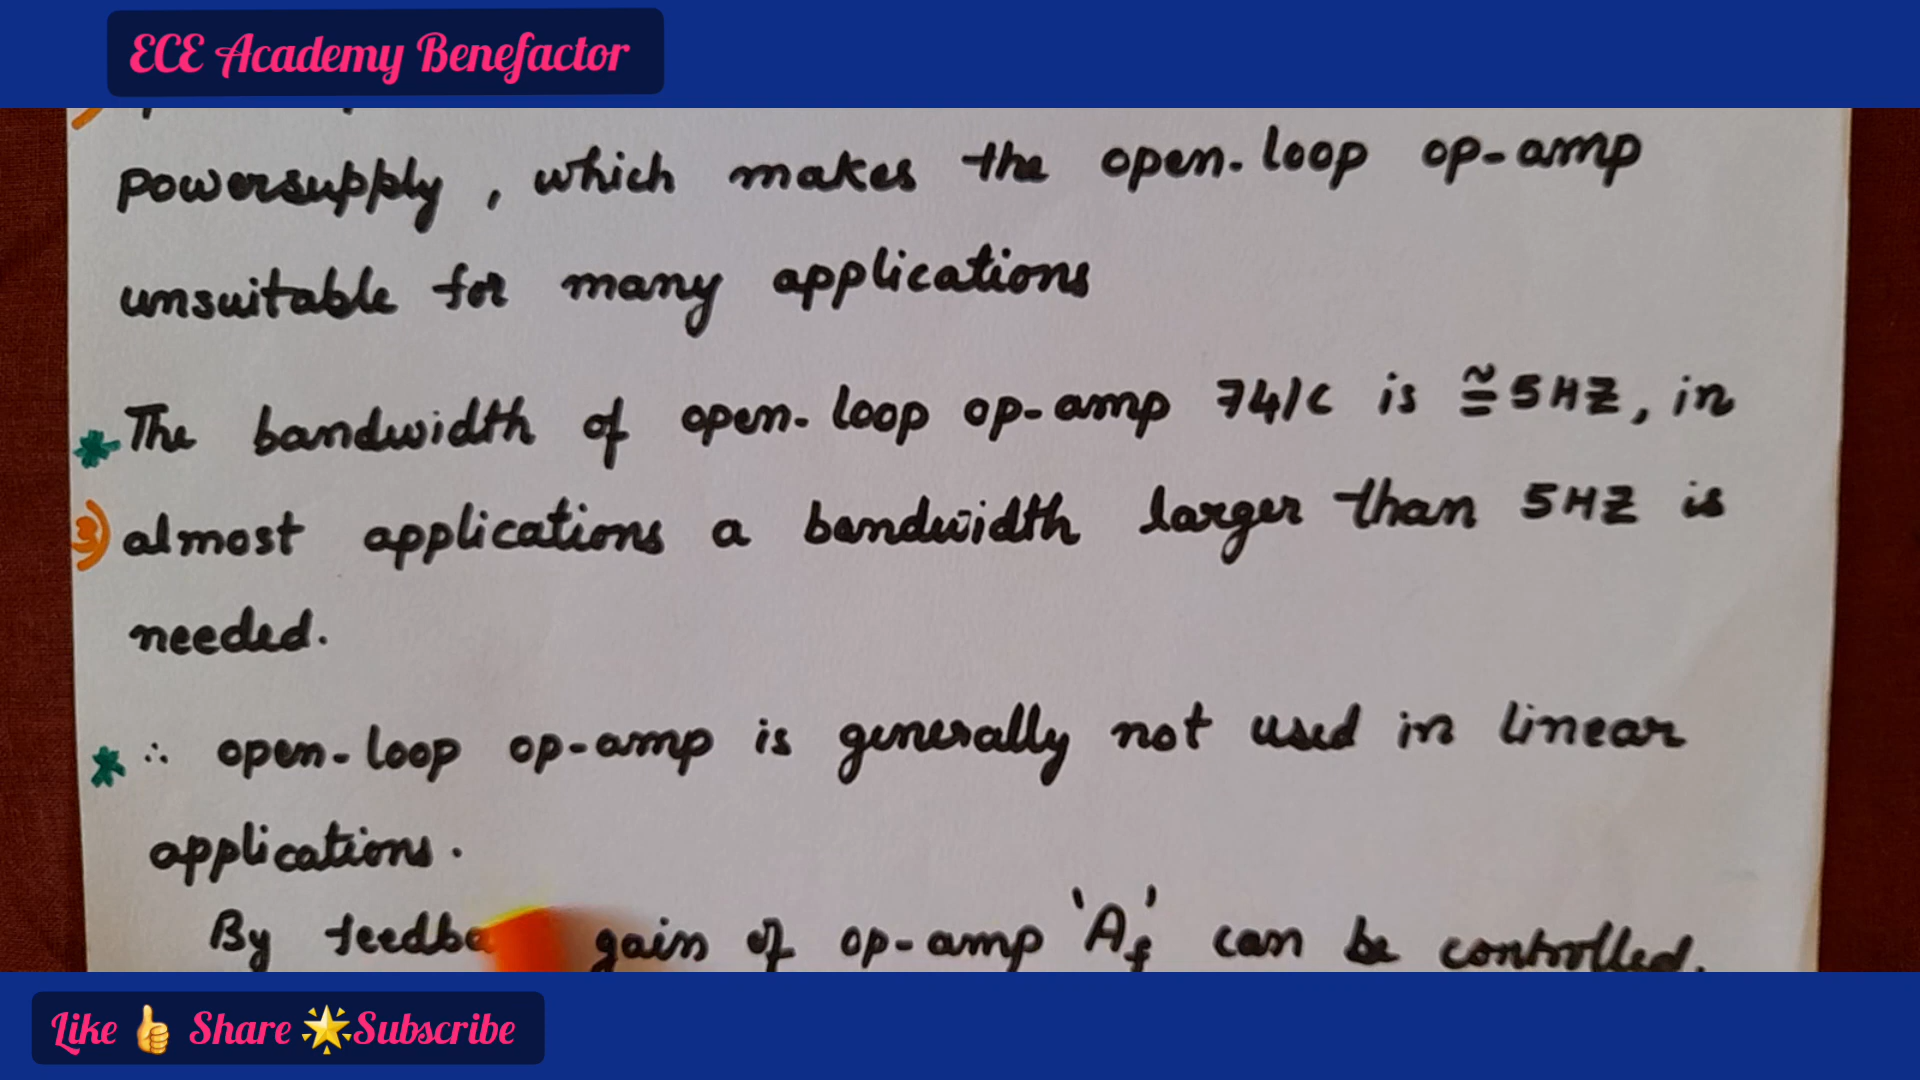 ECE Academy Benefactor
powersupply, which makes the open-loop op-amp
unsuitable for many applications
The bandwidth of open-loop op-amp 741C is ≅5HZ, in
3) almost applications a bandwidth larger than 5HZ is
needed.
∴ open-loop op-amp is generally not used in linear
applications.
By gain of op-amp 'Af' can be controlled.
Like 👍 Share 🌟Subscribe